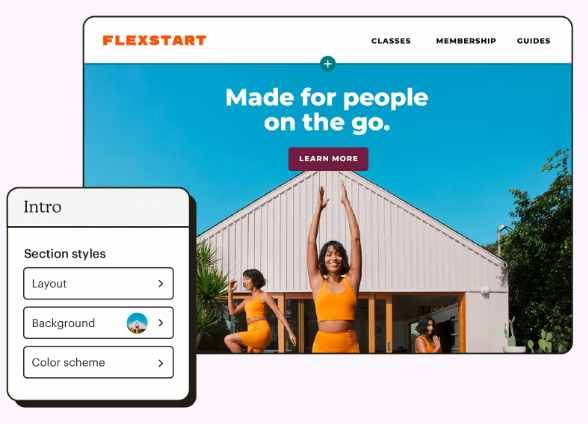 FLEXSTART
CLASSES MEMBERSHIP GUIDES
Made for people
on the go.
LEARN MORE
Intro
Section styles
Layout
Background
Color scheme